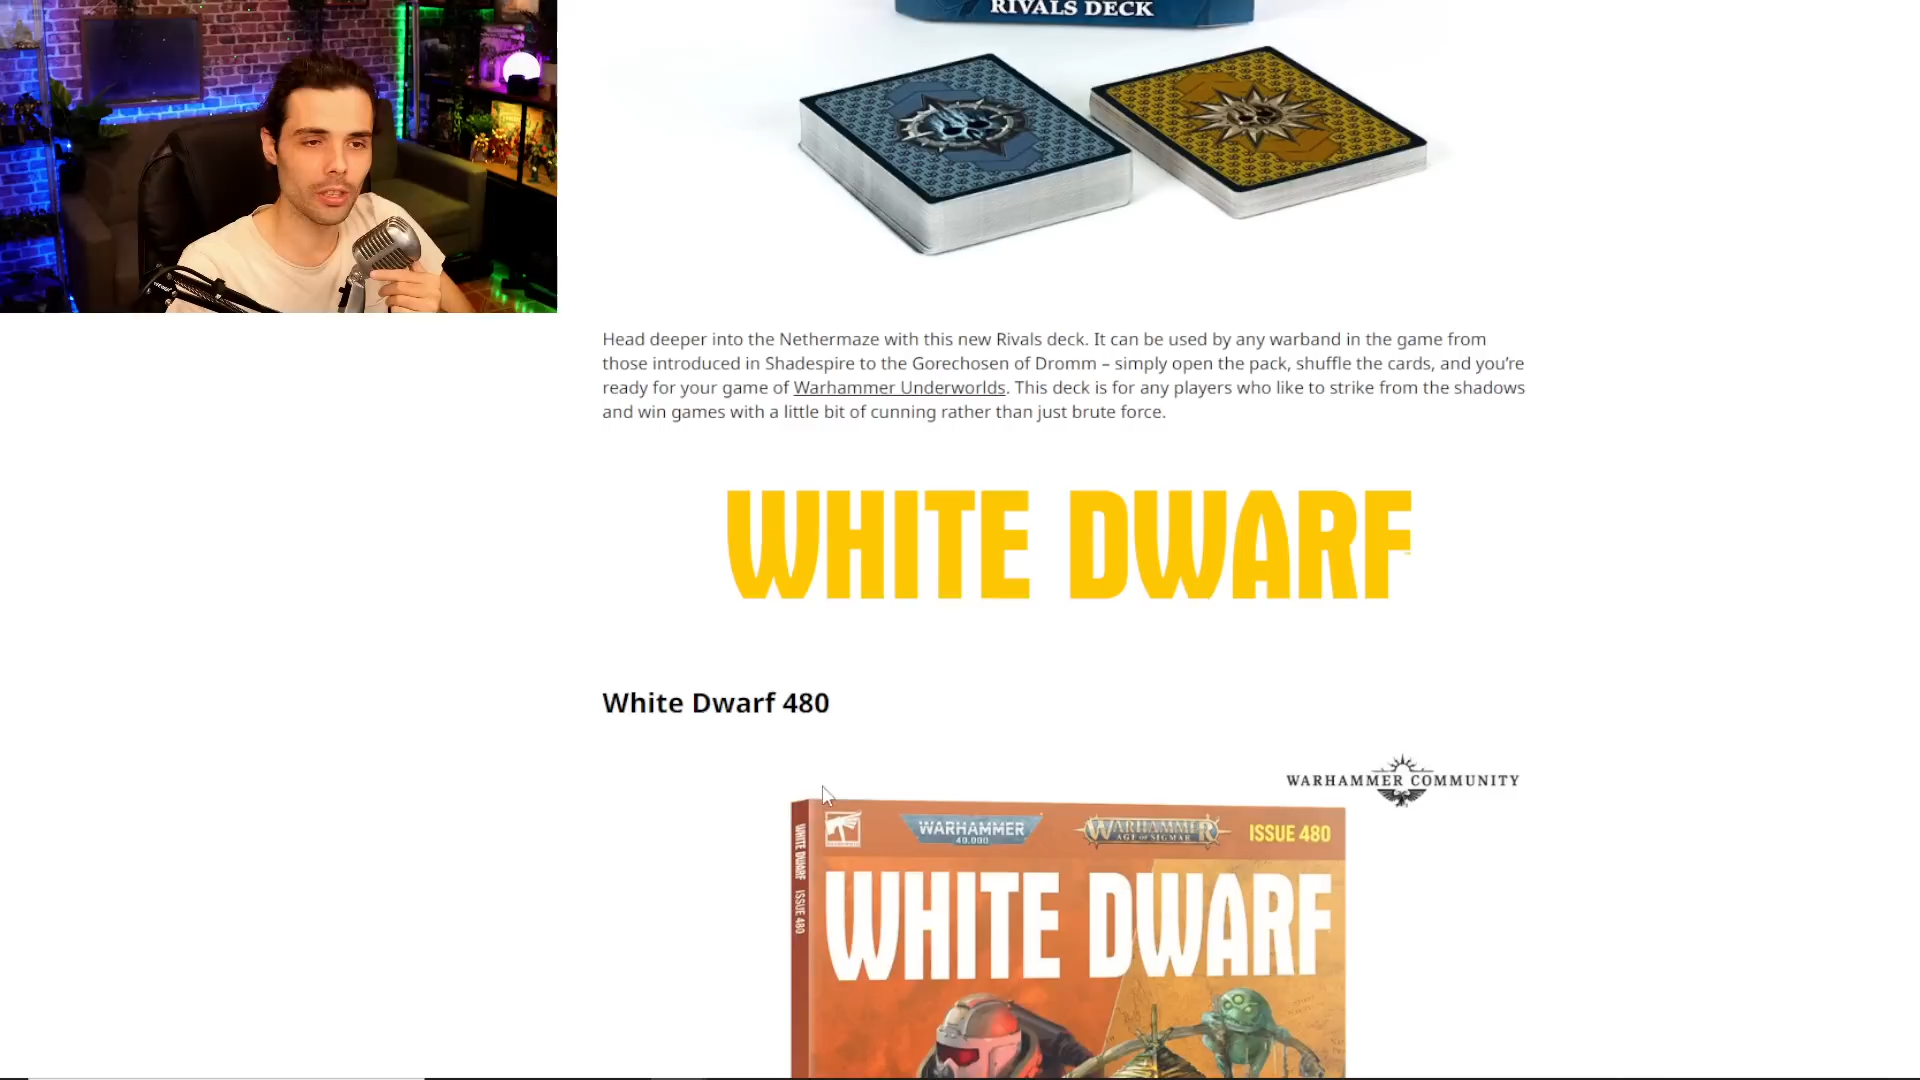 RIVALS DECK
Head deeper into the Nethermaze with this new Rivals deck. It can be used by any warband in the game from
those introduced in Shadespire to the Gorechosen of Dromm – simply open the pack, shuffle the cards, and you’re
ready for your game of Warhammer Underworlds. This deck is for any players who like to strike from the shadows
and win games with a little bit of cunning rather than just brute force.
WHITE DWARF
White Dwarf 480
WARHAMMER COMMUNITY
WARHAMMER
40,000
WARHAMMER
AGE OF SIGMAR
ISSUE 480
WHITE DWARF ISSUE 480
WHITE DWARF